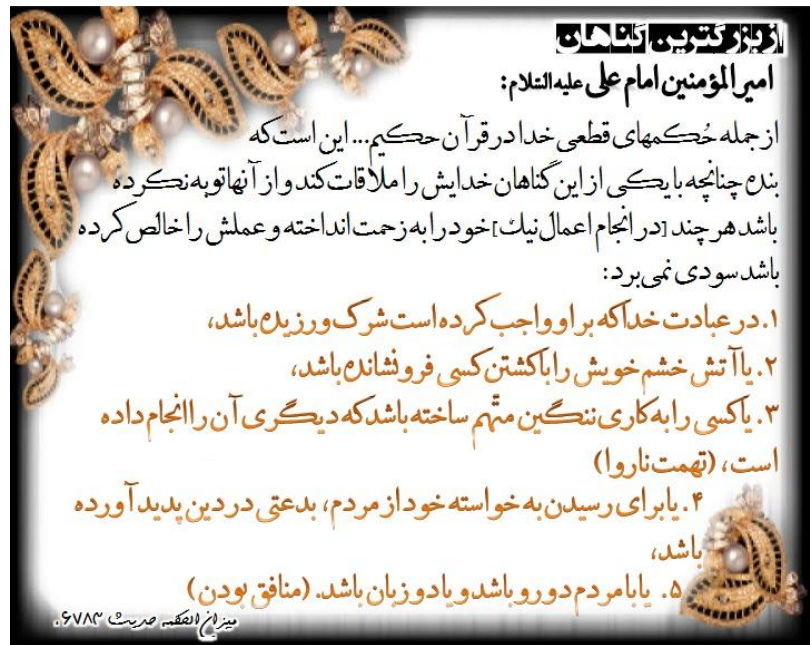 از بزرگترین گناهان
امیرالمؤمنین امام علی علیه‌السلام:
از جمله حُکمهای قطعی خدا در قرآن حکیم... این است که
بنده چنانچه با یکی از این گناهان خدایش را ملاقات کند و از آنها توبه نکرده
باشد هر چند [در انجام اعمال نیک] خود را به زحمت انداخته و عملش را خالص کرده
باشد سودی نمی‌برد:
۱. در عبادت خدا که بر او واجب کرده است شرک ورزیده باشد،
۲. یا آتش خشم خویش را با کشتن کسی فرو نشانده باشد،
۳. یا کسی را به کاری ننگین متّهم ساخته باشد که دیگری آن را انجام داده
است، (تهمت ناروا)
۴. یا برای رسیدن به خواسته خود از مردم، بدعتی در دین پدید آورده
باشد،
۵. یا با مردم دورو باشد و یا دو زبان باشد. (منافق بودن)
میزان الحکمه حدیث ۶۷۸۳.